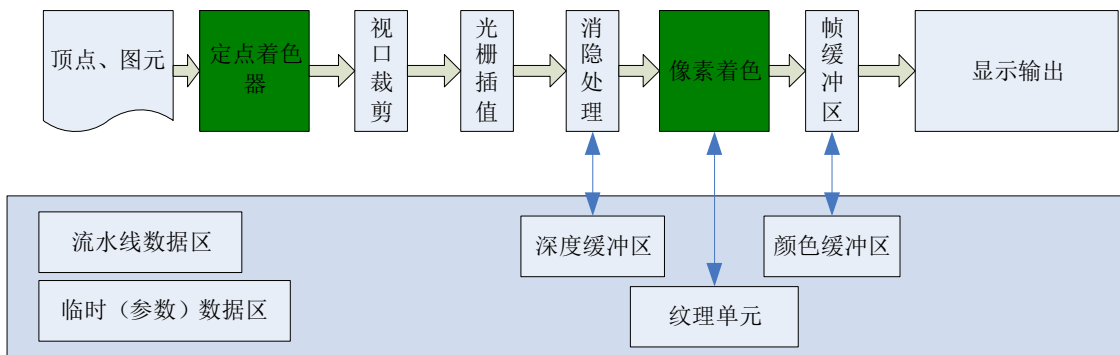 顶点、图元
定点着色
器
视
口
裁
剪
光
栅
插
值
消
隐
处
理
像素着色
帧
缓
冲
区
显示输出
流水线数据区
深度缓冲区
颜色缓冲区
临时（参数）数据区
纹理单元